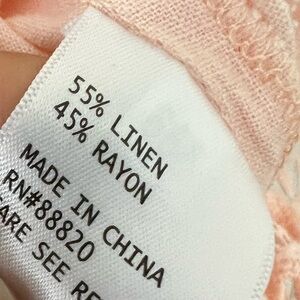 55% LINEN
45% RAYON
MADE IN CHINA
RN#88820
ARE SEE RE